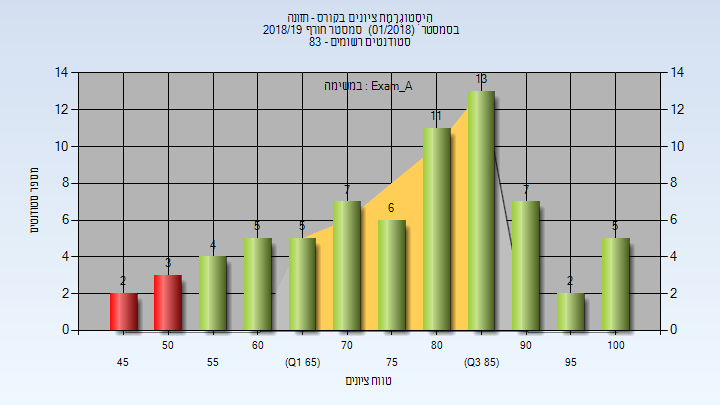 היסטוגרמת ציונים בקורס - תזונה
בסמסטר (01/2018) סמסטר חורף 2018/19
סטודנטים רשומים - 83
במשימה : Exam_A
מספר סטודנטים
14 14
12 12
10 10
8 8
6 6
4 4
2 2
0 0
2 3 4 5 5 7 6 11 13 7 2 5
50 60 70 80 90 100
45 55 (Q1 65) 75 (Q3 85) 95
טווח ציונים